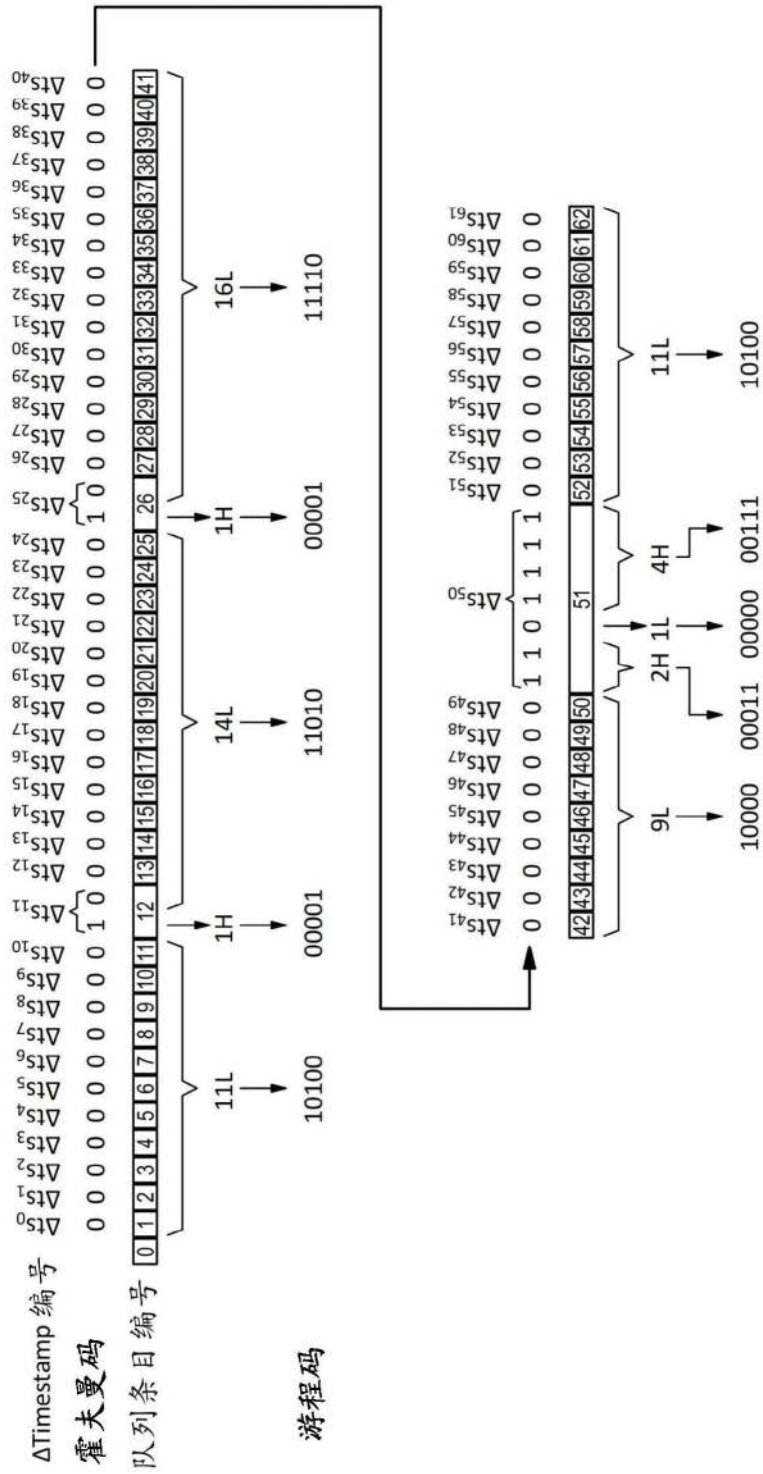 ΔTimestamp 编号 Δts0 Δts1 Δts2 Δts3 Δts4 Δts5 Δts6 Δts7 Δts8 Δts9 Δts10 Δts11 Δts12 Δts13 Δts14 Δts15 Δts16 Δts17 Δts18 Δts19 Δts20 Δts21 Δts22 Δts23 Δts24 Δts25 Δts26 Δts27 Δts28 Δts29 Δts30 Δts31 Δts32 Δts33 Δts34 Δts35 Δts36 Δts37 Δts38 Δts39 Δts40
霍夫曼码 0 0 0 0 0 0 0 0 0 0 0 1 0 0 0 0 0 0 0 0 0 0 0 0 0 0 1 0 0 0 0 0 0 0 0 0 0 0 0 0 0 0 0
队列条目编号 0 1 2 3 4 5 6 7 8 9 10 11 12 13 14 15 16 17 18 19 20 21 22 23 24 25 26 27 28 29 30 31 32 33 34 35 36 37 38 39 40 41
11L 1H 14L 1H 16L
游程码 10100 00001 11010 00001 11110
Δts41 Δts42 Δts43 Δts44 Δts45 Δts46 Δts47 Δts48 Δts49 Δts50 Δts51 Δts52 Δts53 Δts54 Δts55 Δts56 Δts57 Δts58 Δts59 Δts60 Δts61
0 0 0 0 0 0 0 0 0 1 1 0 1 1 1 1 0 0 0 0 0 0 0 0 0 0 0
42 43 44 45 46 47 48 49 50 51 52 53 54 55 56 57 58 59 60 61 62
9L 2H 1L 4H 11L
10000 00011 00000 00111 10100